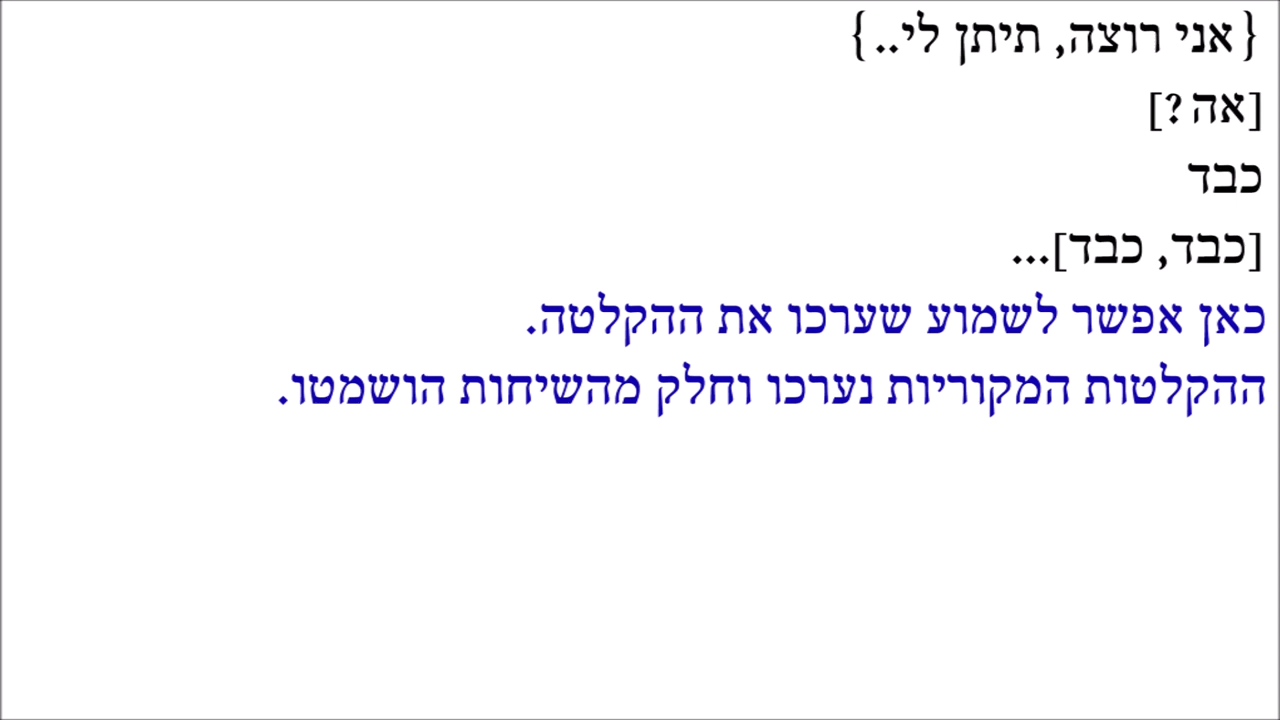 {אני רוצה, תיתן לי..}
[אה ?]
כבד
[כבד, כבד]...
כאן אפשר לשמוע שערכו את ההקלטה.
ההקלטות המקוריות נערכו וחלק מהשיחות הושמטו.